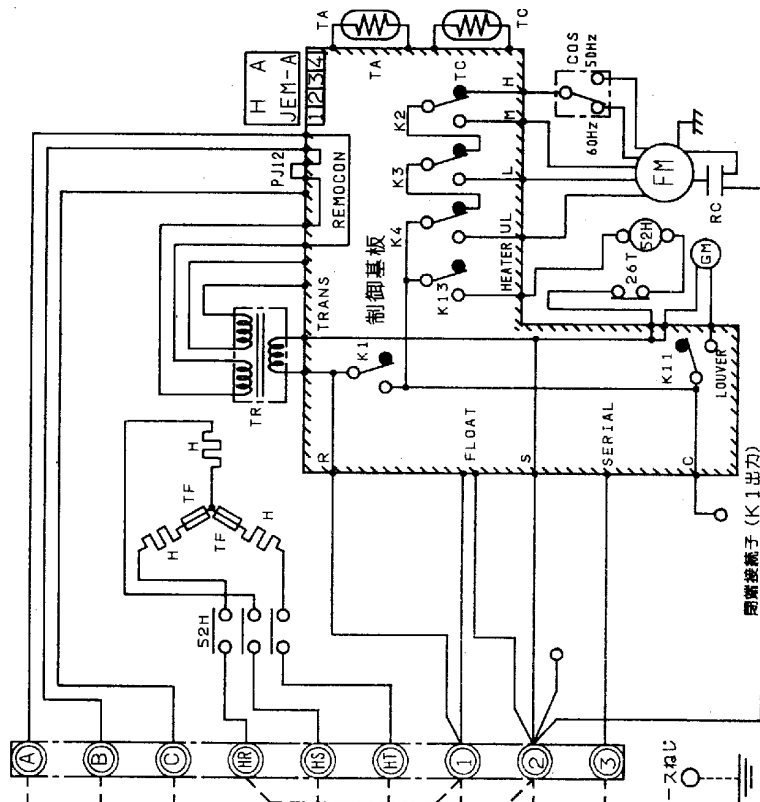 TA
TC
H A
JEM-A
1 2 3 4
TA
TC
COS
50Hz
60Hz
H
M
L
UL
HEATER
K2
K3
K4
K13
PJ12
REMOCON
TRANS
制御基板
K1
TR
FM
RC
52H
26T
GM
K11
LOUVER
R
FLOAT
S
SERIAL
C
H
TF
H
TF
H
52H
閉端接続子(K1出力)
A
B
C
HR
HS
HT
1
2
3
ースねじ